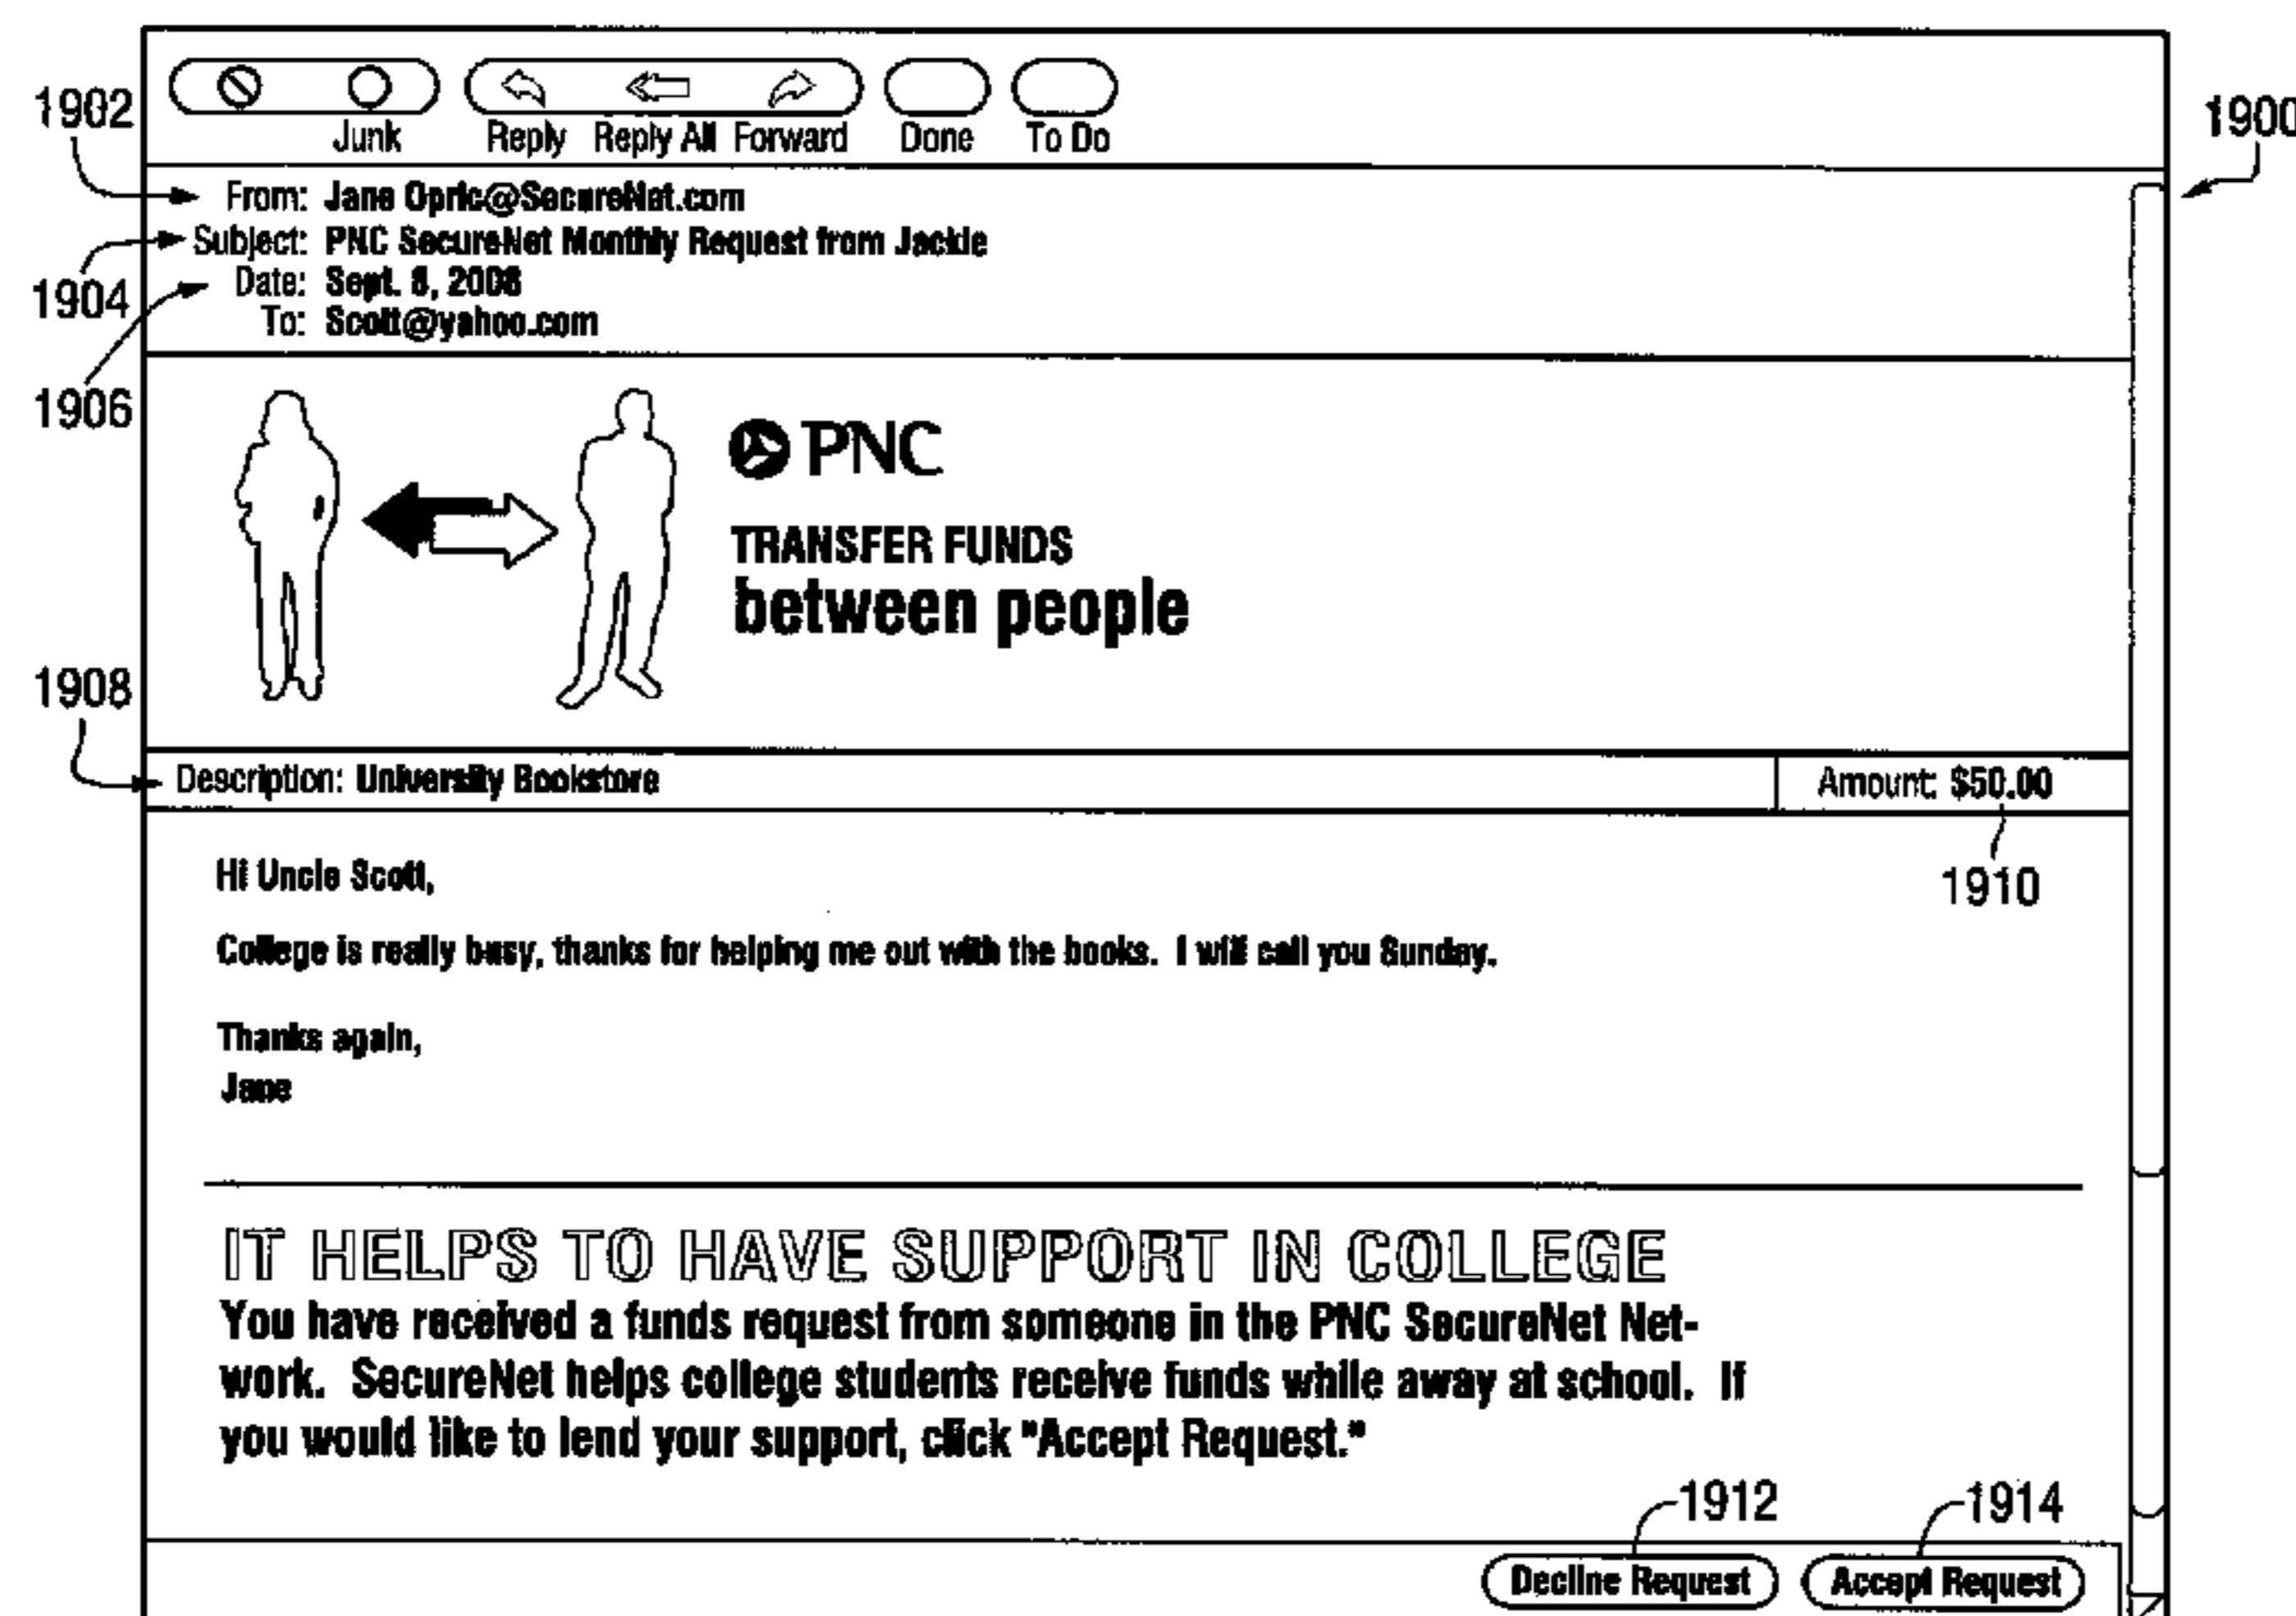 1902
1900
Junk Reply Reply All Forward Done To Do
From: Jane Opric@SecureNet.com
Subject: PNC SecureNet Monthly Request from Jackie
1904
Date: Sept. 8, 2008
To: Scott@yahoo.com
1906
PNC
TRANSFER FUNDS
between people
1908
Description: University Bookstore Amount: $50.00
1910
Hi Uncle Scott,
College is really busy, thanks for helping me out with the books. I will call you Sunday.
Thanks again,
Jane
IT HELPS TO HAVE SUPPORT IN COLLEGE
You have received a funds request from someone in the PNC SecureNet Net-
work. SecureNet helps college students receive funds while away at school. If
you would like to lend your support, click "Accept Request."
1912 1914
Decline Request Accept Request